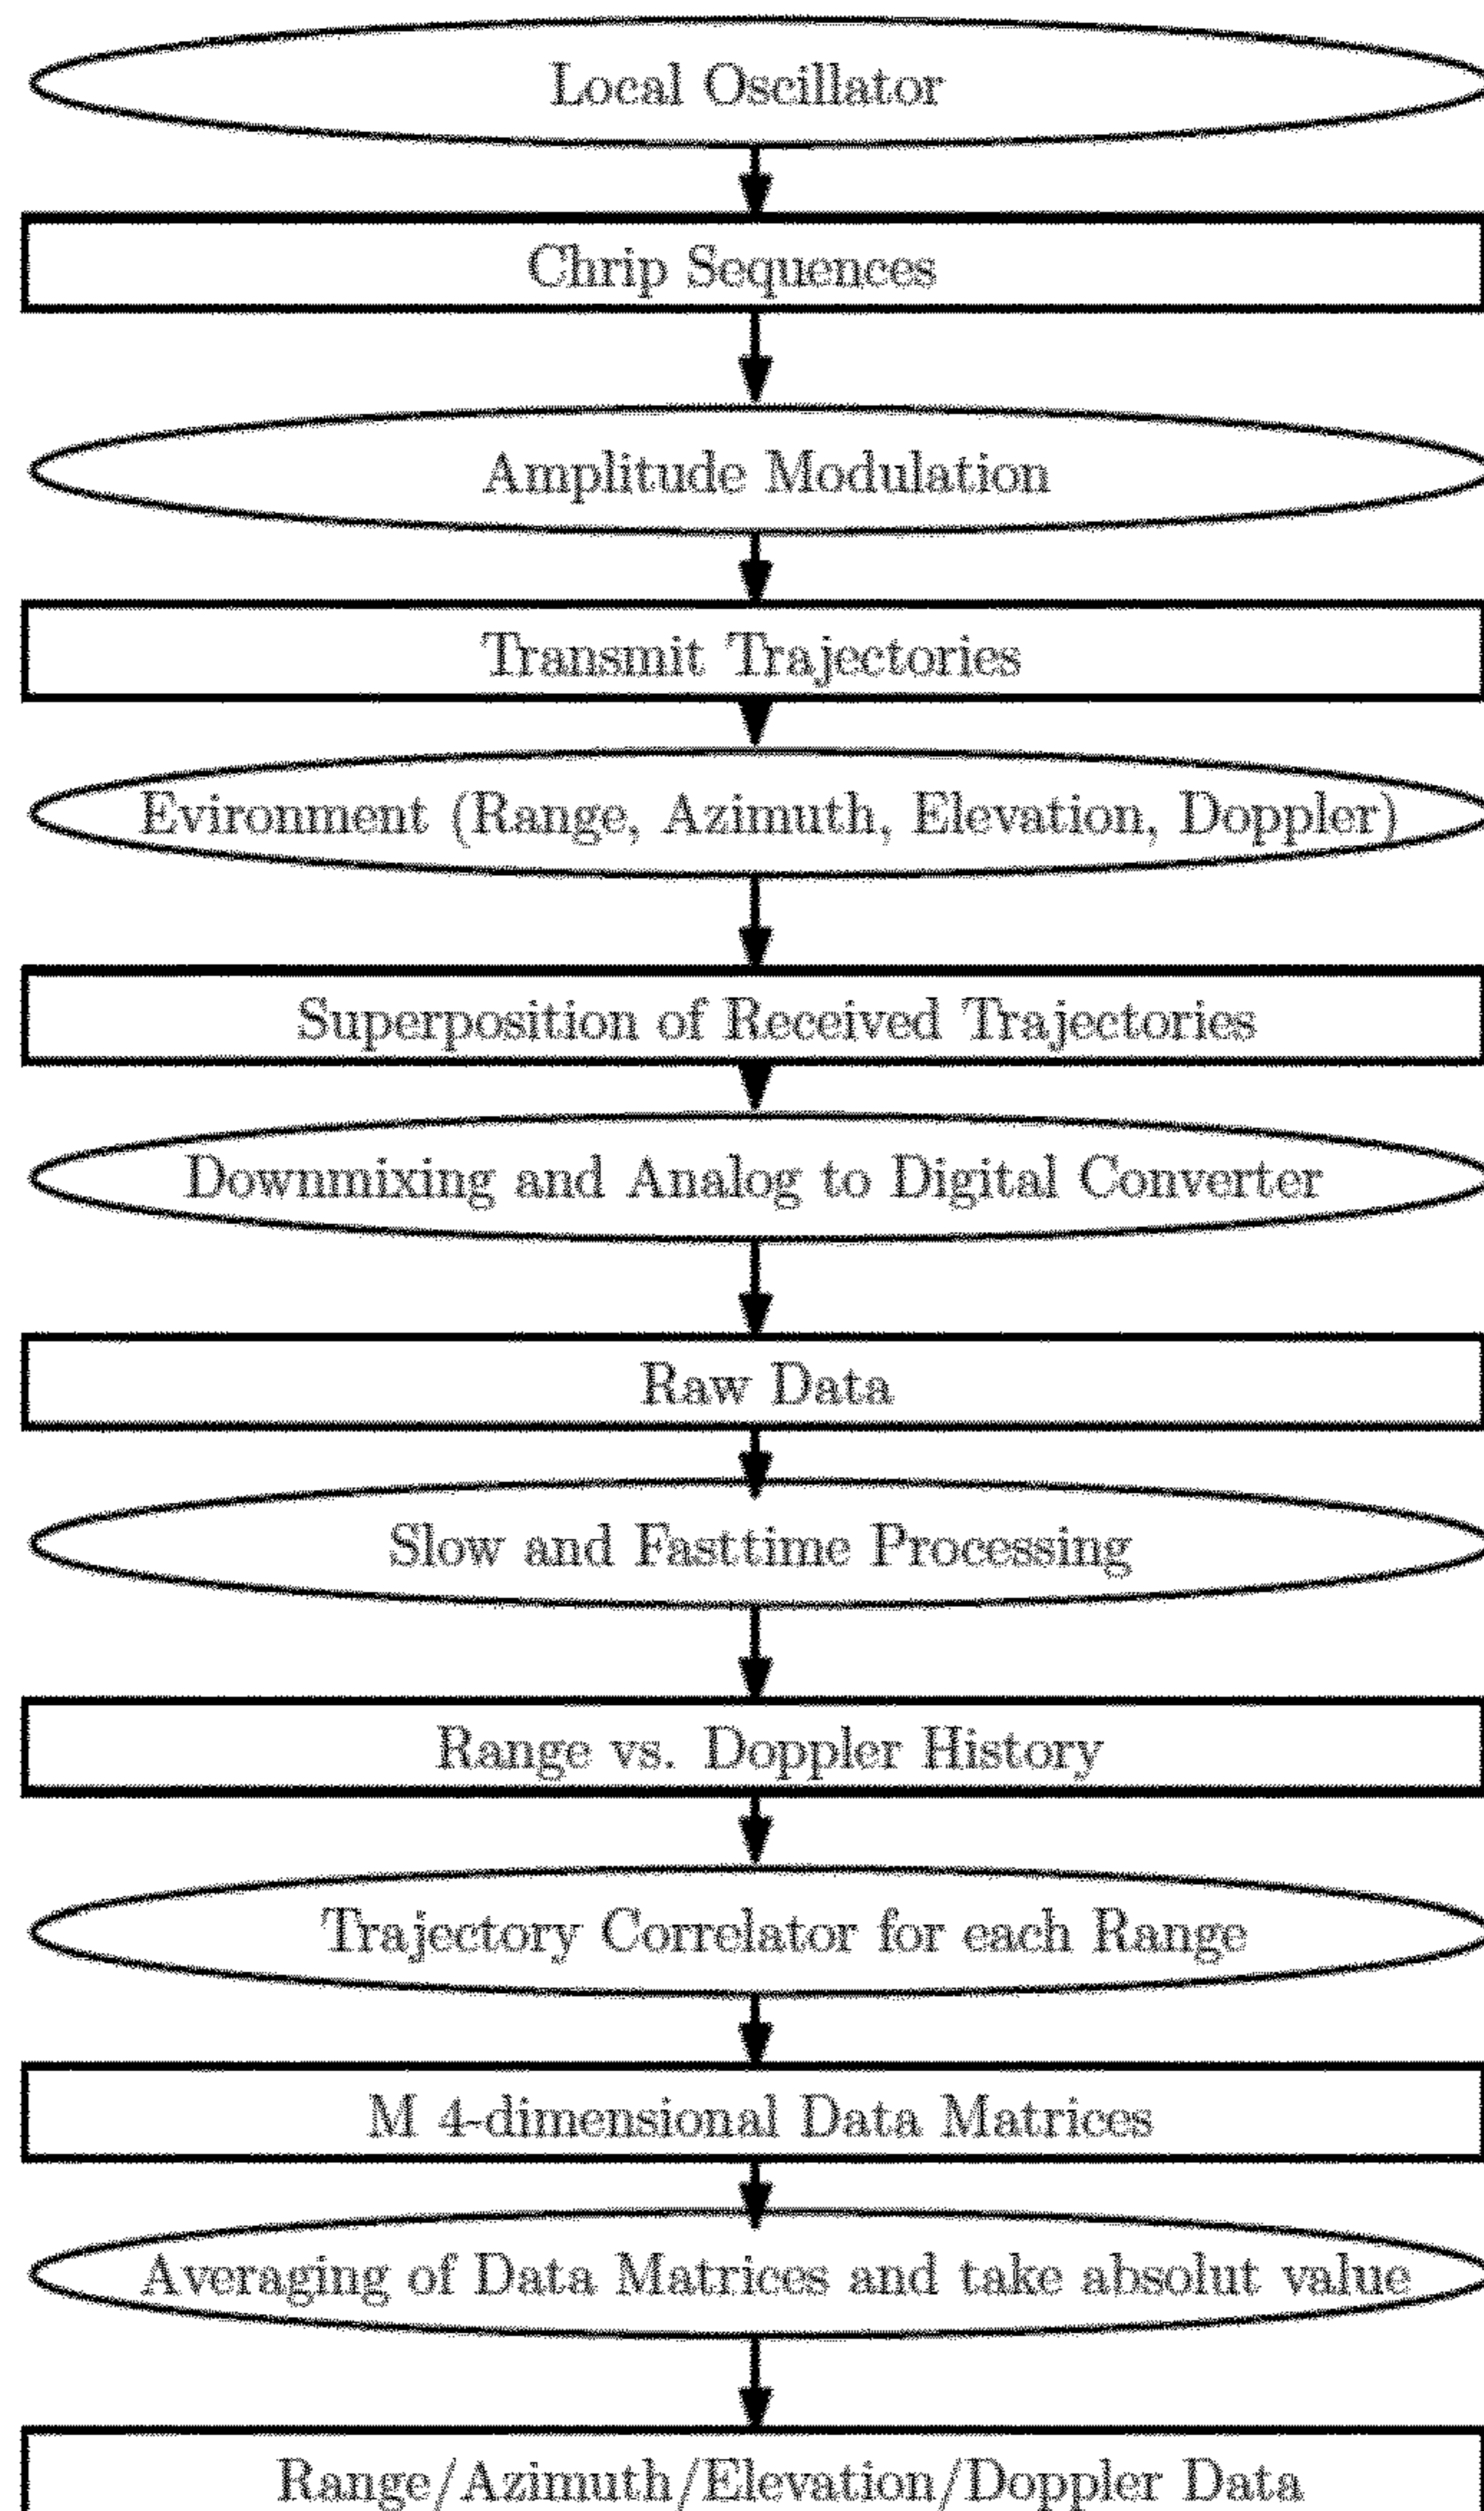 Local Oscillator
Chrip Sequences
Amplitude Modulation
Transmit Trajectories
Evironment (Range, Azimuth, Elevation, Doppler)
Superposition of Received Trajectories
Downmixing and Analog to Digital Converter
Raw Data
Slow and Fasttime Processing
Range vs. Doppler History
Trajectory Correlator for each Range
M 4-dimensional Data Matrices
Averaging of Data Matrices and take absolut value
Range/Azimuth/Elevation/Doppler Data